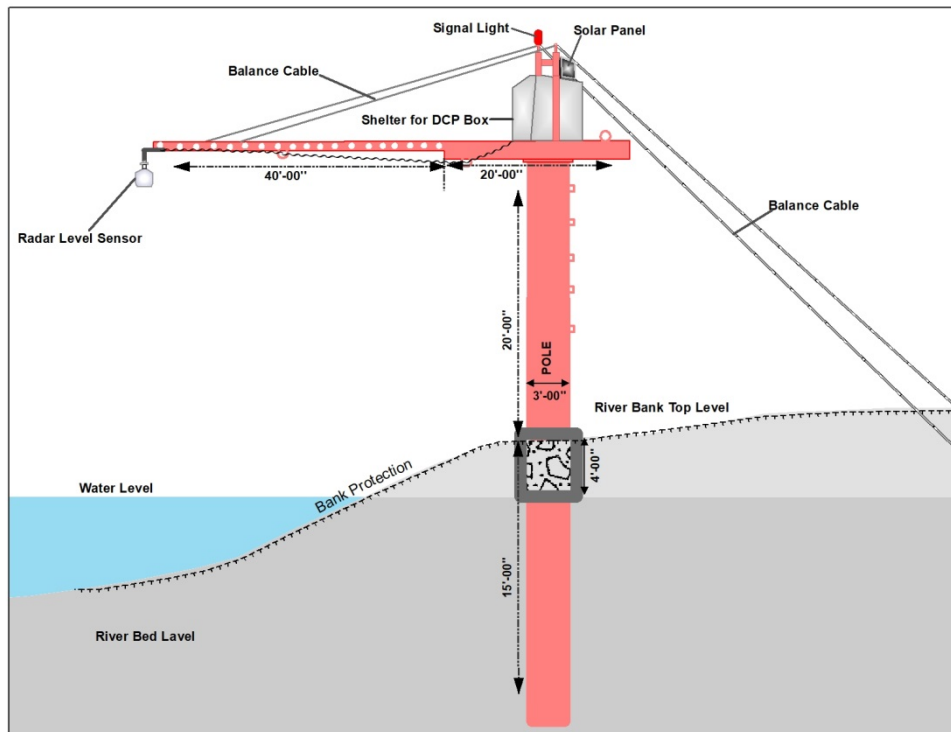 Signal Light
Solar Panel
Balance Cable
Shelter for DCP Box
40'-00"
20'-00"
Radar Level Sensor
Balance Cable
20'-00"
POLE
3'-00"
River Bank Top Level
4'-00"
Water Level
Bank Protection
15'-00"
River Bed Lavel